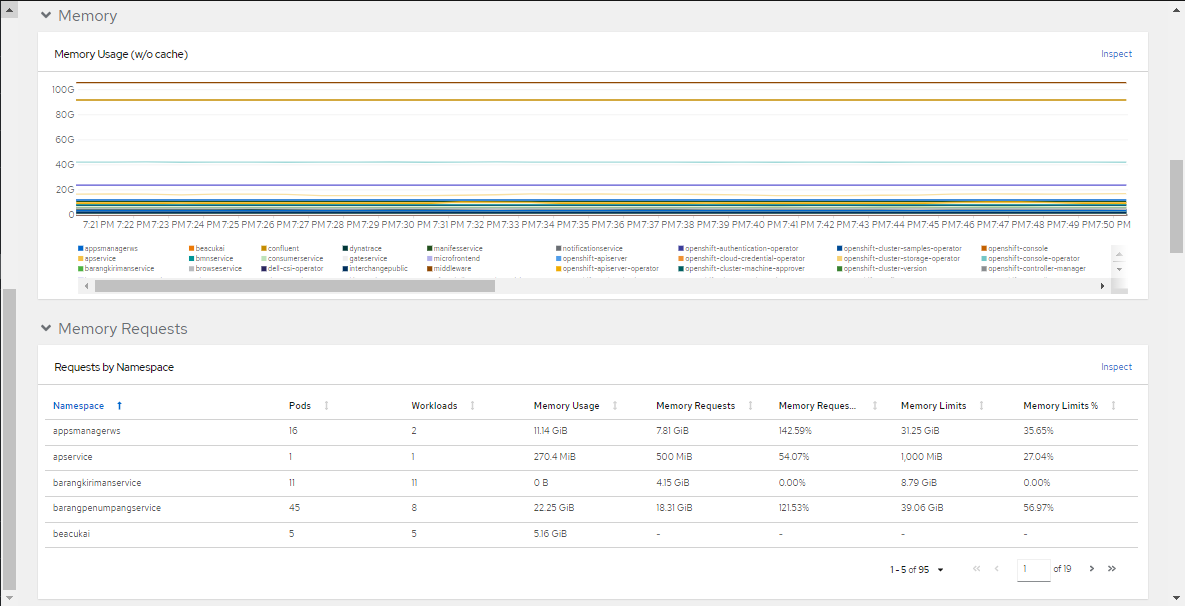 Memory
Memory Usage (w/o cache)
Inspect
100G
80G
60G
40G
20G
0
7:21 PM 7:22 PM 7:23 PM 7:24 PM 7:25 PM 7:26 PM 7:27 PM 7:28 PM 7:29 PM 7:30 PM 7:31 PM 7:32 PM 7:33 PM 7:34 PM 7:35 PM 7:36 PM 7:37 PM 7:38 PM 7:39 PM 7:40 PM 7:41 PM 7:42 PM 7:43 PM 7:44 PM 7:45 PM 7:46 PM 7:47 PM 7:48 PM 7:49 PM 7:50 PM
appsmanagerws beacukai confluent dynatrace manifesservice notificationservice openshift-authentication-operator openshift-cluster-samples-operator openshift-console
apservice bmnservice consumerservice gateservice microfrontend openshift-apiserver openshift-cloud-credential-operator openshift-cluster-storage-operator openshift-console-operator
barangkirimanservice browseservice dell-csi-operator interchangepublic middleware openshift-apiserver-operator openshift-cluster-machine-approver openshift-cluster-version openshift-controller-manager
Memory Requests
Requests by Namespace
Inspect
Namespace Pods Workloads Memory Usage Memory Requests Memory Reques... Memory Limits Memory Limits %
appsmanagerws 16 2 11.14 GiB 7.81 GiB 142.59% 31.25 GiB 35.65%
apservice 1 1 270.4 MiB 500 MiB 54.07% 1,000 MiB 27.04%
barangkirimanservice 11 11 0 B 4.15 GiB 0.00% 8.79 GiB 0.00%
barangpenumpangservice 45 8 22.25 GiB 18.31 GiB 121.53% 39.06 GiB 56.97%
beacukai 5 5 5.16 GiB - - - -
1 - 5 of 95 1 of 19